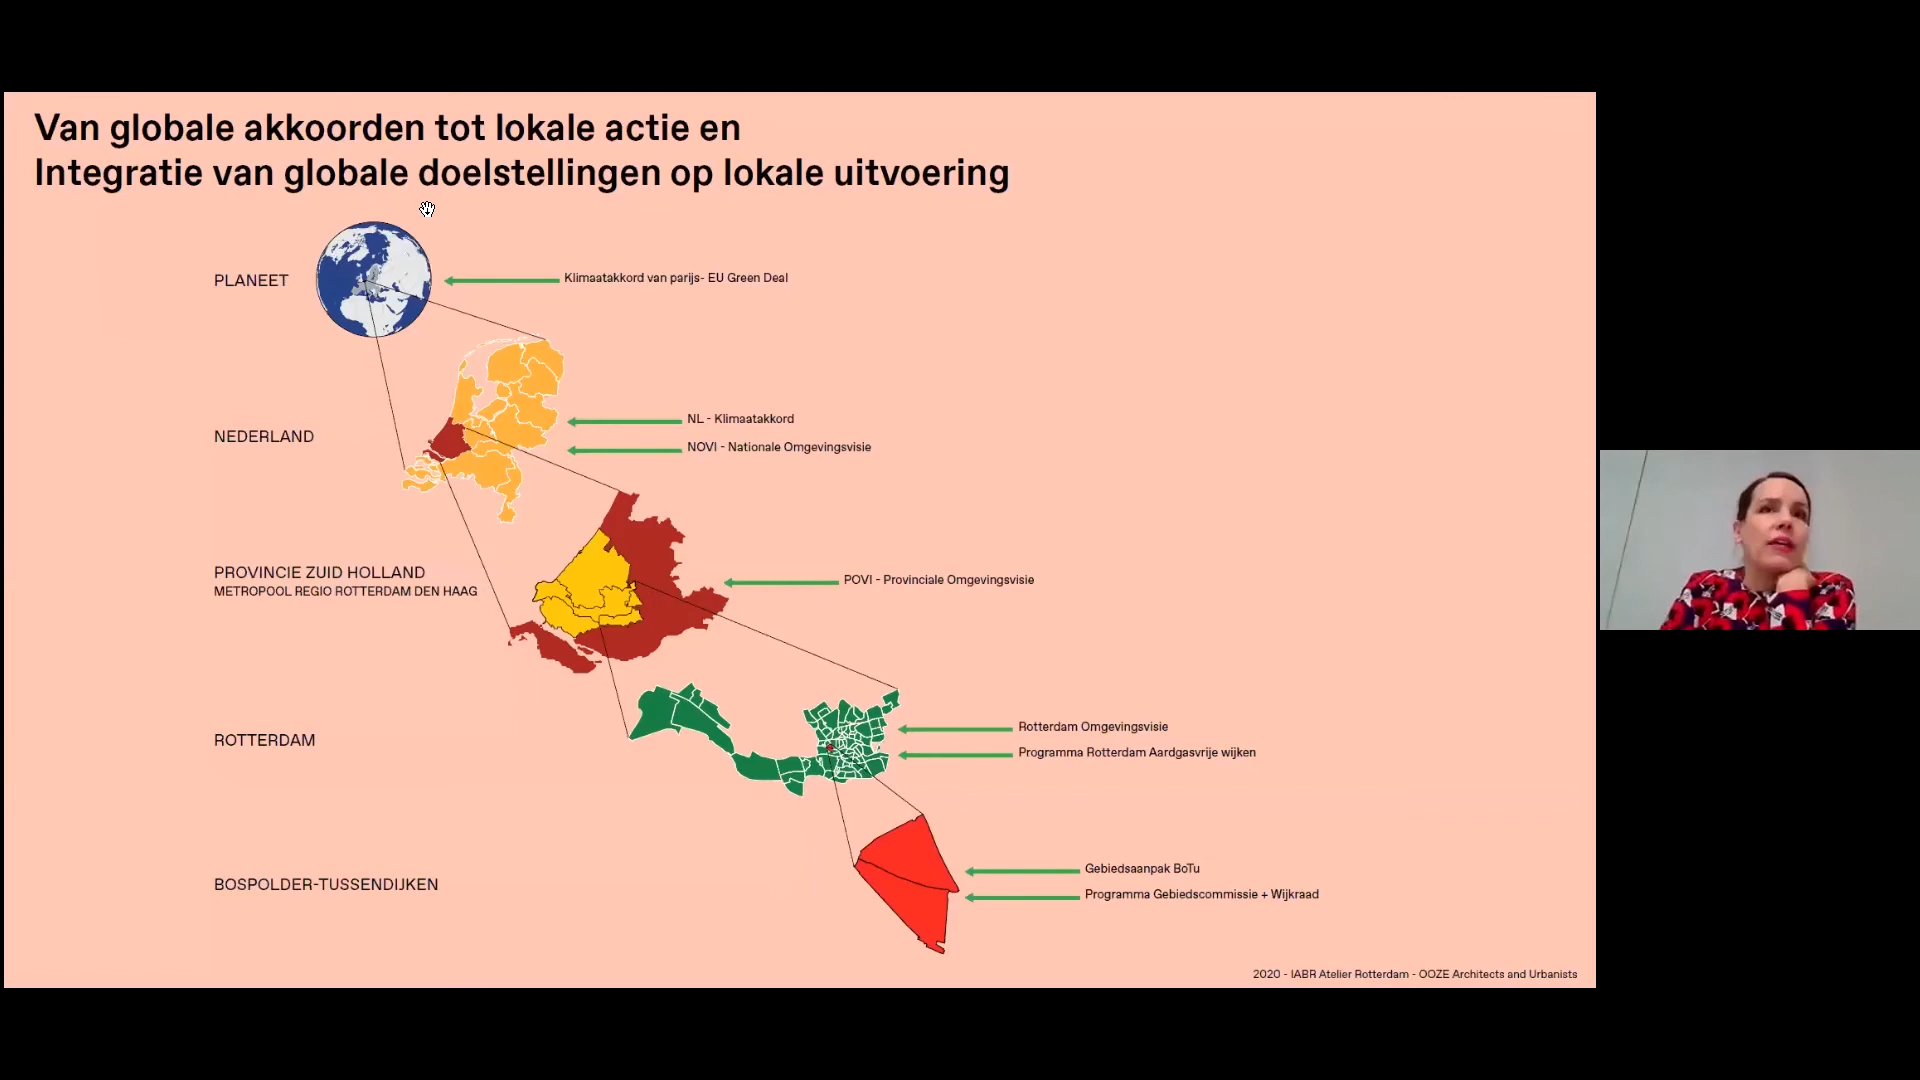 Van globale akkoorden tot lokale actie en
Integratie van globale doelstellingen op lokale uitvoering
PLANEET
Klimaatakkord van parijs- EU Green Deal
NEDERLAND
NL - Klimaatakkord
NOVI - Nationale Omgevingsvisie
PROVINCIE ZUID HOLLAND
METROPOOL REGIO ROTTERDAM DEN HAAG
POVI - Provinciale Omgevingsvisie
ROTTERDAM
Rotterdam Omgevingsvisie
Programma Rotterdam Aardgasvrije wijken
BOSPOLDER-TUSSENDIJKEN
Gebiedsaanpak BoTu
Programma Gebiedscommissie + Wijkraad
2020 - IABR Atelier Rotterdam - OOZE Architects and Urbanists